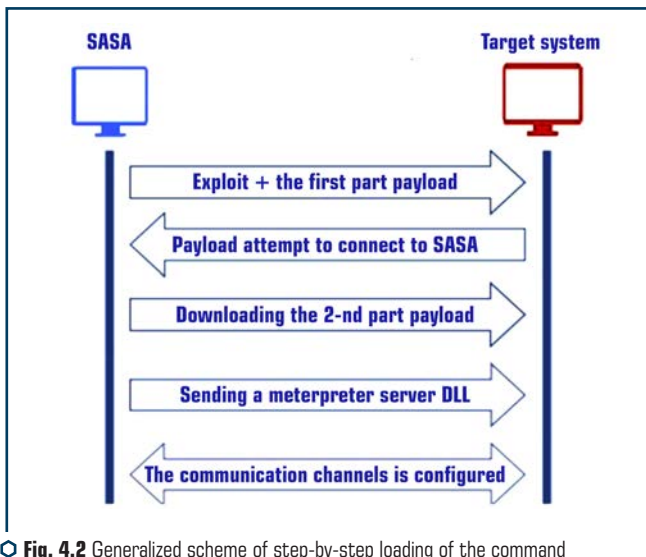 SASA
Target system
Exploit + the first part payload
Payload attempt to connect to SASA
Downloading the 2-nd part payload
Sending a meterpreter server DLL
The communication channels is configured
Fig. 4.2 Generalized scheme of step-by-step loading of the command